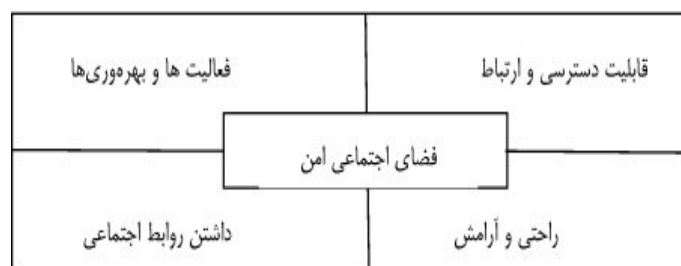 قابلیت دسترسی و ارتباط
فعالیت ها و بهره‌وری‌ها
فضای اجتماعی امن
راحتی و آرامش
داشتن روابط اجتماعی